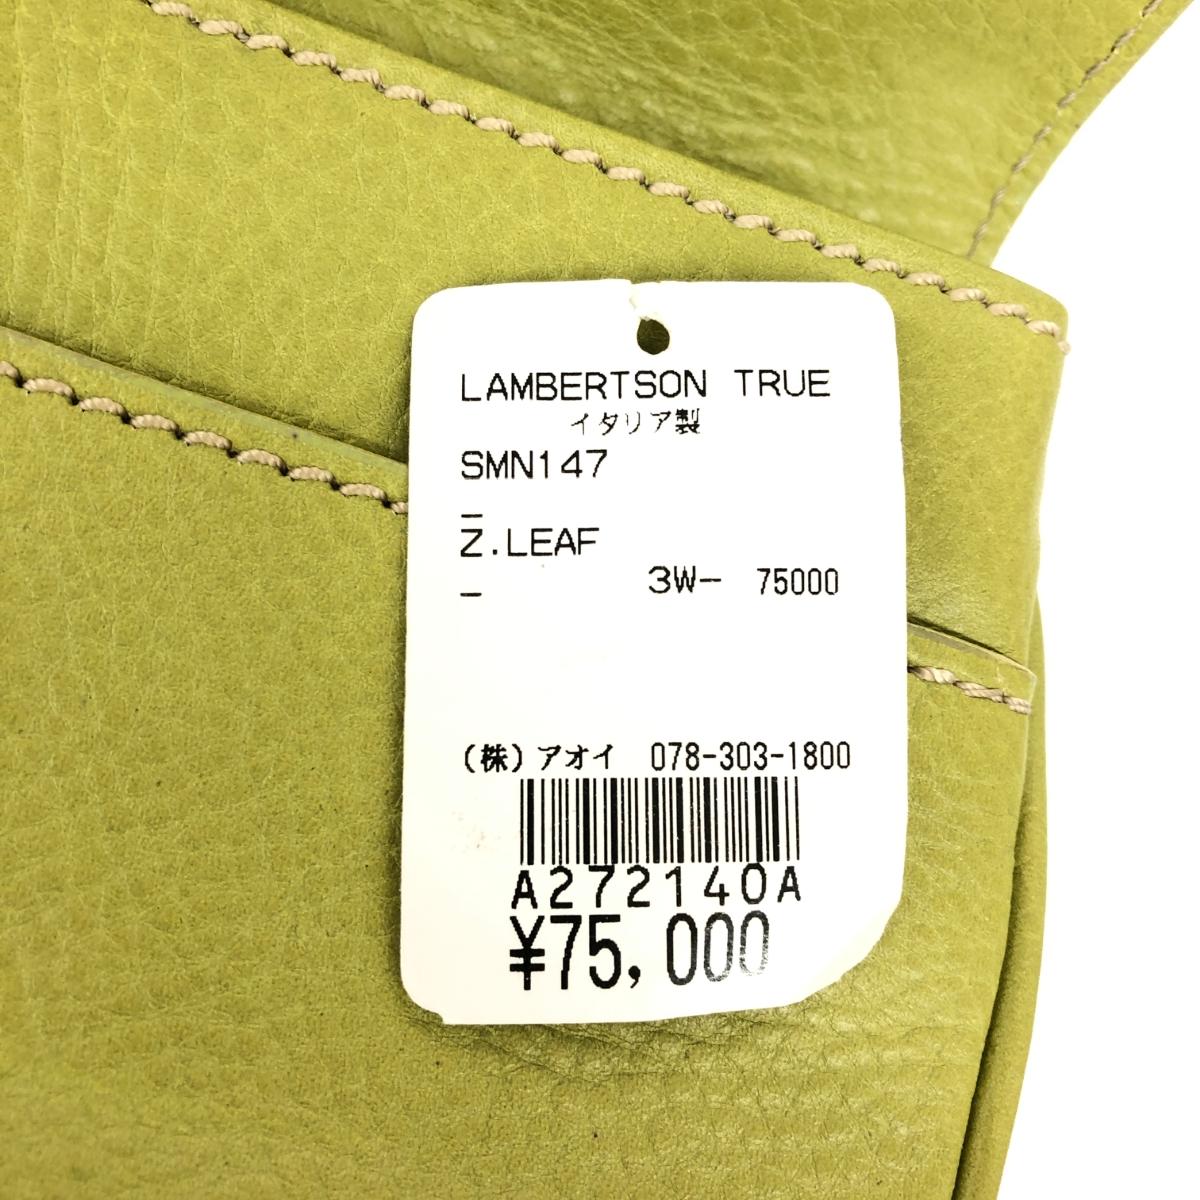 LAMBERTSON TRUE
イタリア製
SMN147
_
Z.LEAF
_ 3W- 75000
(株)アオイ 078-303-1800
A272140A
¥75,000